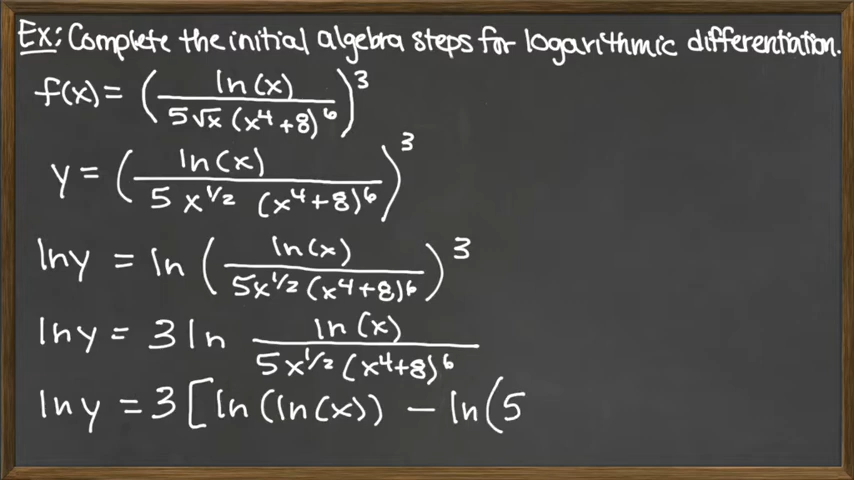 Ex: Complete the initial algebra steps for logarithmic differentiation.
f(x) = (ln(x) / 5√x (x⁴+8)⁶)³
y = (ln(x) / 5 x^1/2 (x⁴+8)⁶)³
ln y = ln (ln(x) / 5x^1/2 (x⁴+8)⁶)³
ln y = 3 ln ln(x) / 5x^1/2 (x⁴+8)⁶
ln y = 3 [ln(ln(x)) − ln(5